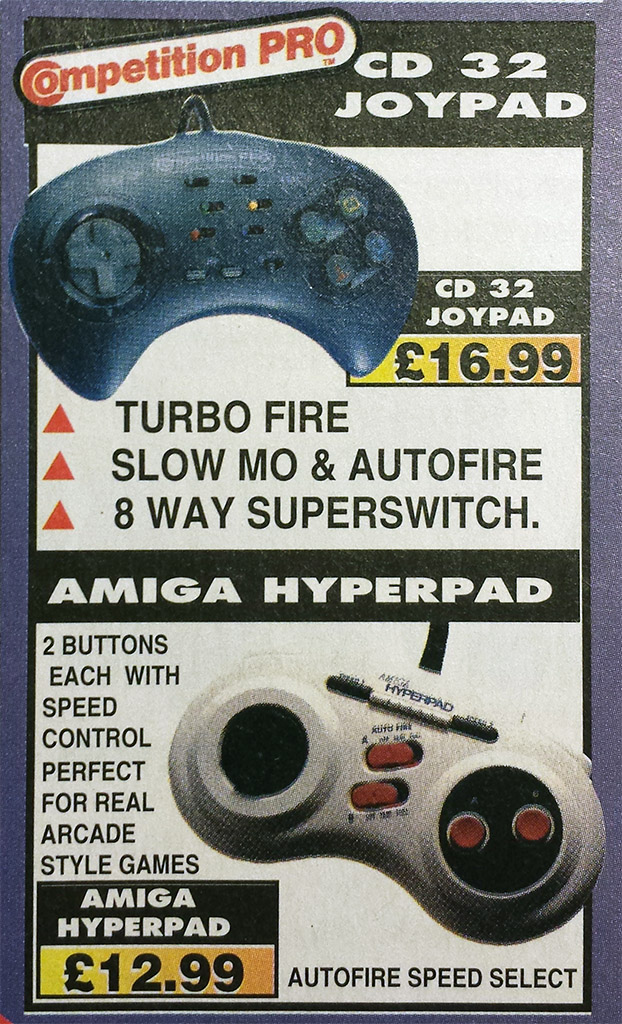 Competition PRO™
CD 32
JOYPAD
CD 32
JOYPAD
£16.99
TURBO FIRE
SLOW MO & AUTOFIRE
8 WAY SUPERSWITCH.
AMIGA HYPERPAD
2 BUTTONS
EACH WITH
SPEED
CONTROL
PERFECT
FOR REAL
ARCADE
STYLE GAMES
AMIGA
HYPERPAD
AUTO FIRE
A
B
A
B
AMIGA
HYPERPAD
£12.99
AUTOFIRE SPEED SELECT